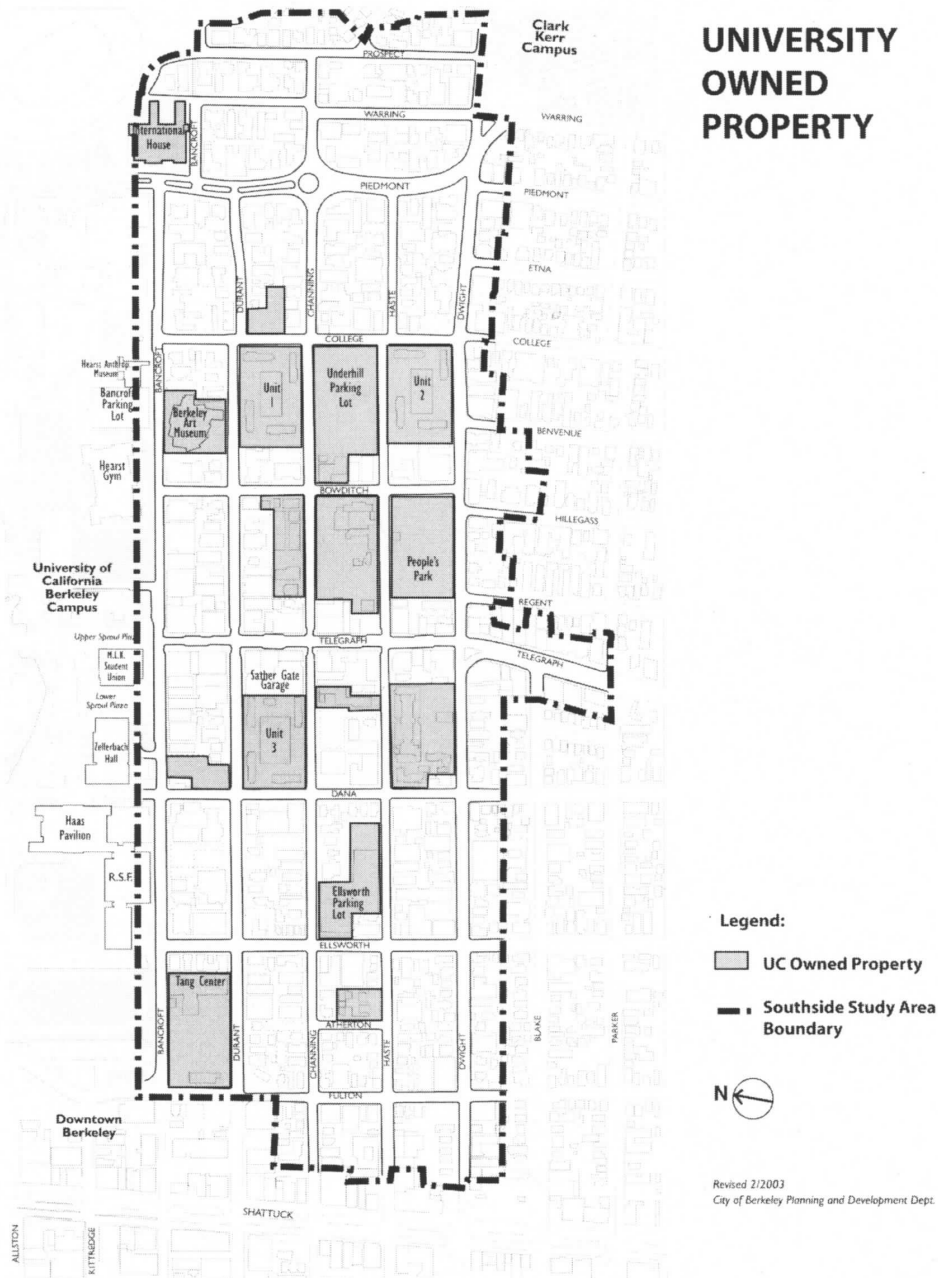 UNIVERSITY
OWNED
PROPERTY
Clark
Kerr
Campus
PROSPECT
WARRING
WARRING
International
House
BANCROFT
PIEDMONT
PIEDMONT
ETNA
DURANT
CHANNING
HASTE
DWIGHT
COLLEGE
COLLEGE
Hearst Anthrop
Museum
BANCROFT
Bancroft
Parking
Lot
Berkeley
Art
Museum
Unit
1
Underhill
Parking
Lot
Unit
2
BENVENUE
Hearst
Gym
BOWDITCH
HILLEGASS
People's
Park
University of
California
Berkeley
Campus
REGENT
Upper Sproul Pla
TELEGRAPH
TELEGRAPH
M.L.K.
Student
Union
Sather Gate
Garage
Lower
Sproul Plaza
Unit
3
Zellerbach
Hall
DANA
Haas
Pavilion
R.S.F.
Ellsworth
Parking
Lot
ELLSWORTH
Tang Center
BANCROFT
DURANT
CHANNING
ATHERTON
HASTE
DWIGHT
BLAKE
PARKER
FULTON
Downtown
Berkeley
SHATTUCK
ALLSTON
KITTREDGE
Legend:
UC Owned Property
Southside Study Area
Boundary
N
Revised 2/2003
City of Berkeley Planning and Development Dept.